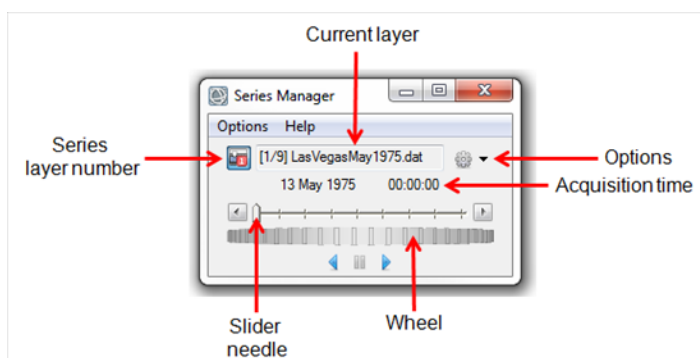 Current layer
Series Manager
Options Help
Series
layer number
[1/9] LasVegasMay1975.dat
Options
13 May 1975 00:00:00
Acquisition time
Slider
needle
Wheel